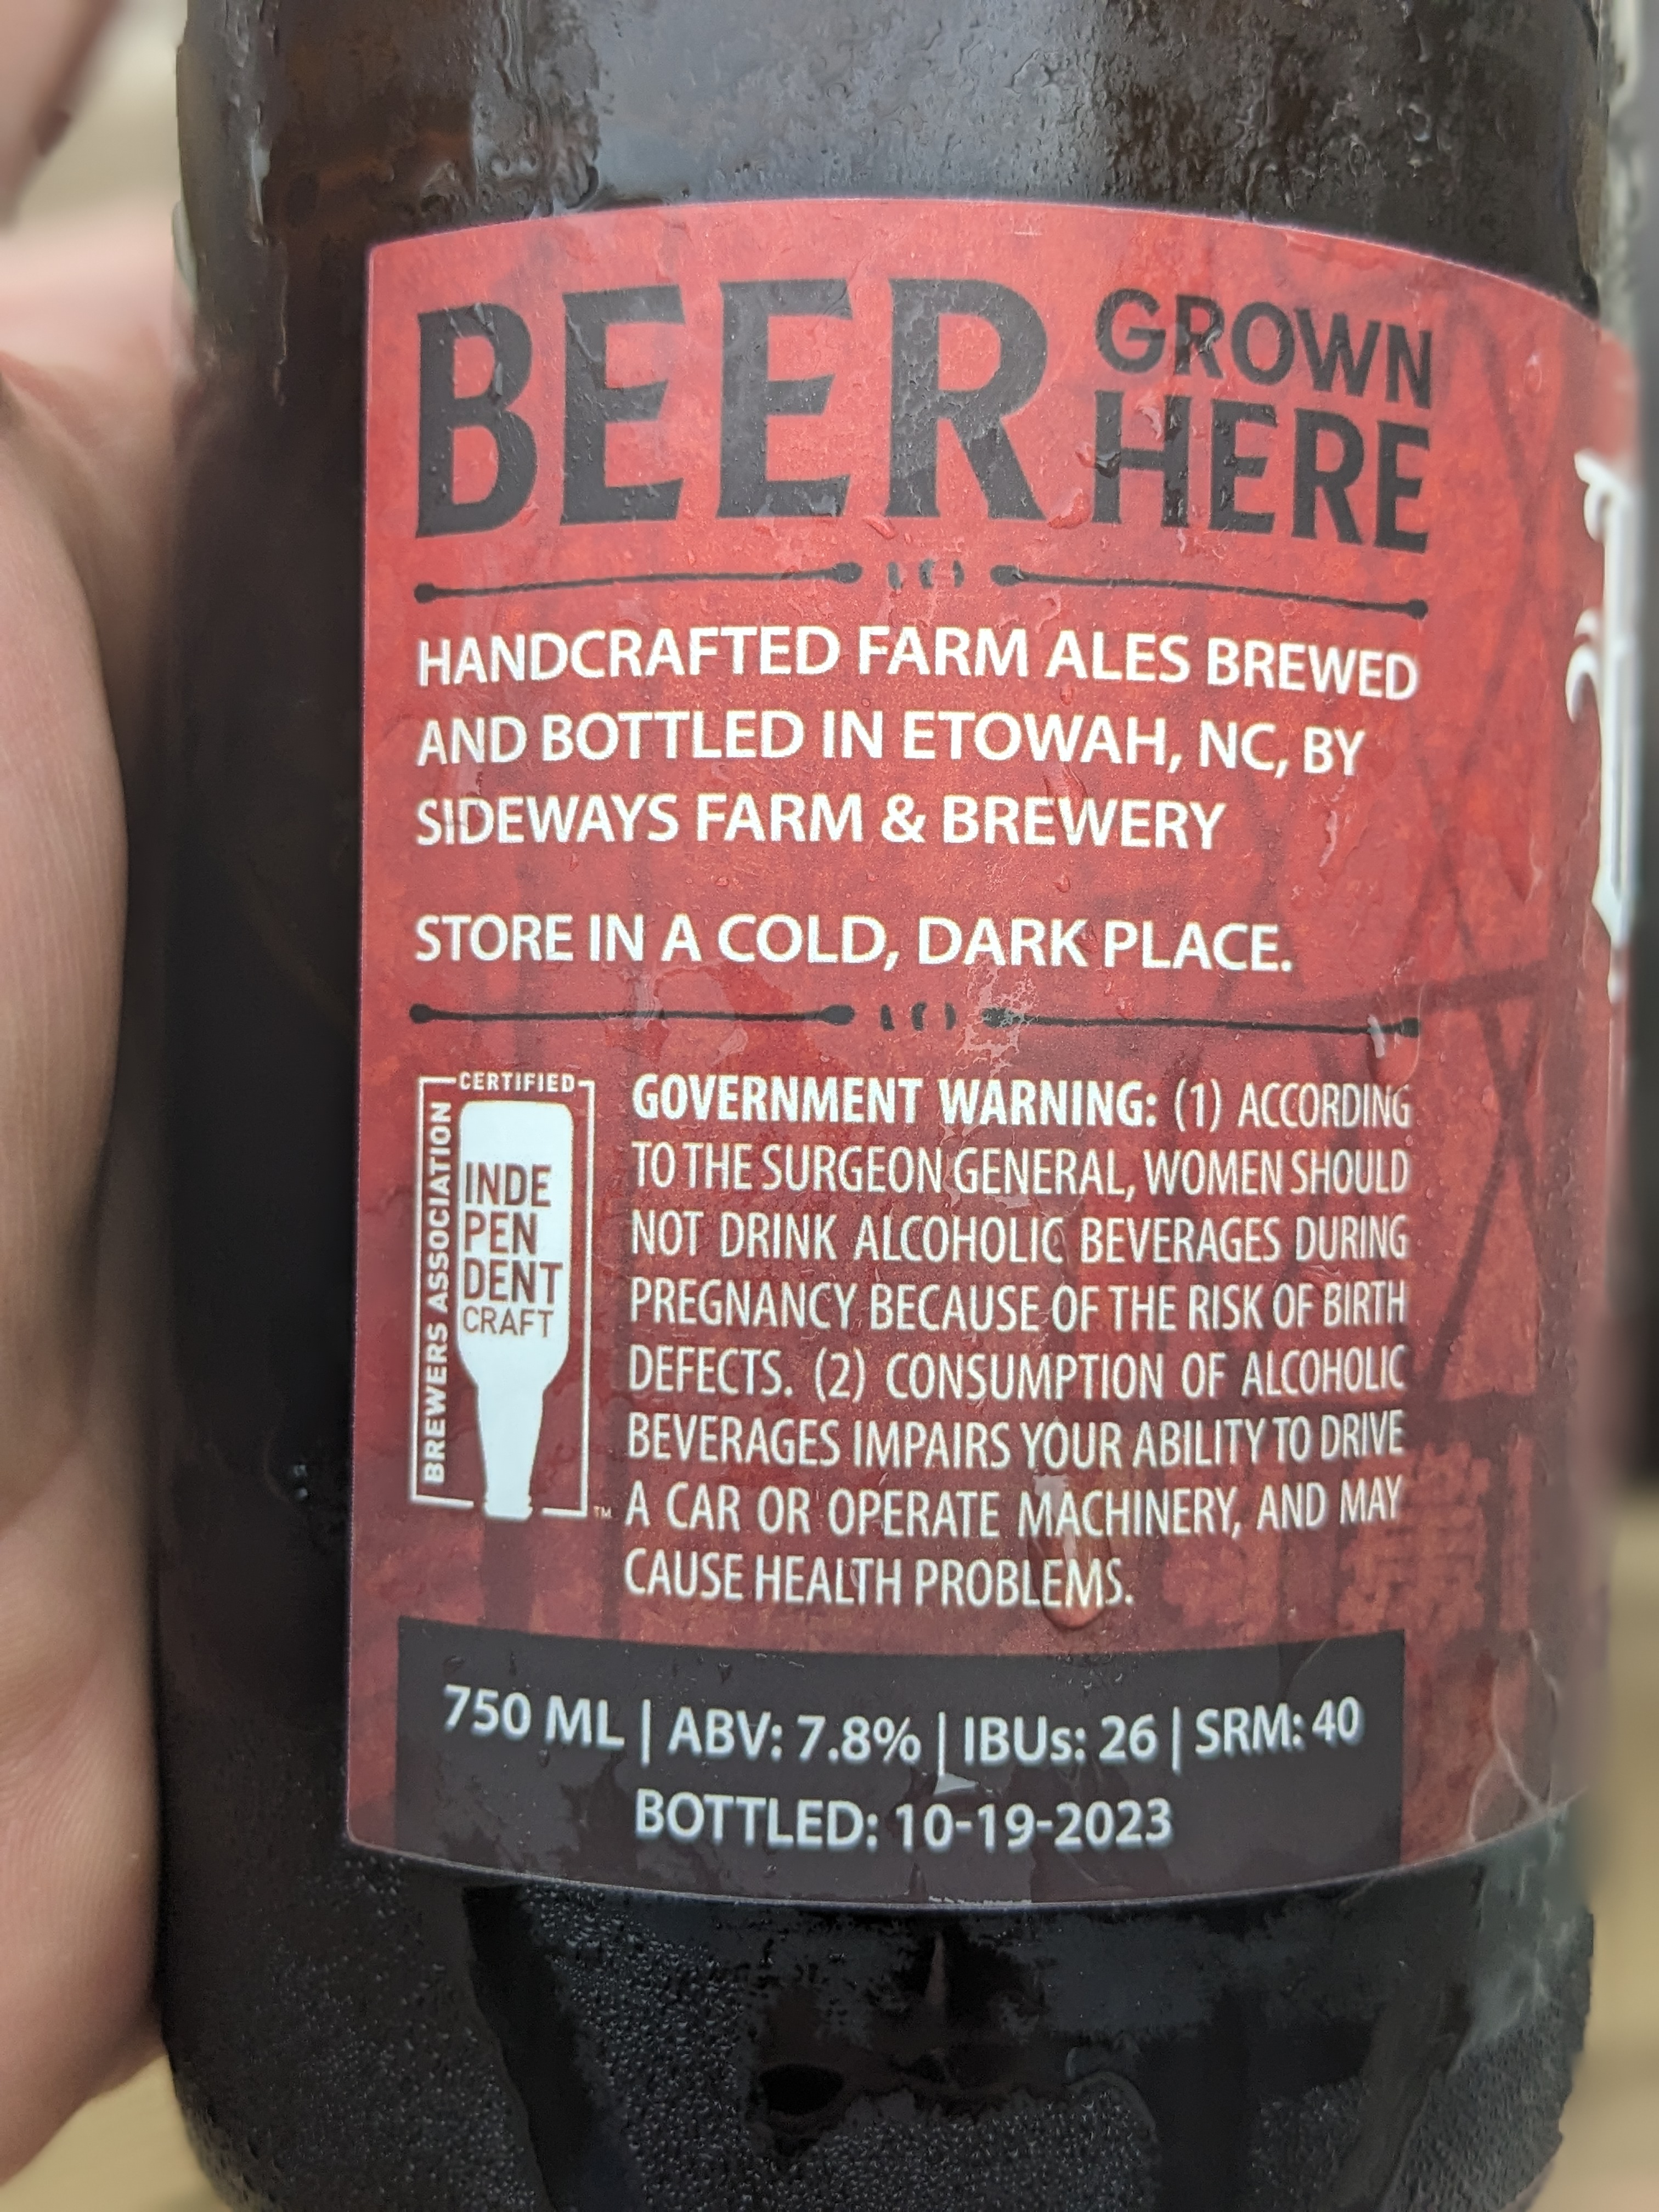 BEER GROWN
HERE
HANDCRAFTED FARM ALES BREWED
AND BOTTLED IN ETOWAH, NC, BY
SIDEWAYS FARM & BREWERY
STORE IN A COLD, DARK PLACE.
CERTIFIED
BREWERS ASSOCIATION
INDE
PEN
DENT
CRAFT
TM
GOVERNMENT WARNING: (1) ACCORDING
TO THE SURGEON GENERAL, WOMEN SHOULD
NOT DRINK ALCOHOLIC BEVERAGES DURING
PREGNANCY BECAUSE OF THE RISK OF BIRTH
DEFECTS. (2) CONSUMPTION OF ALCOHOLIC
BEVERAGES IMPAIRS YOUR ABILITY TO DRIVE
A CAR OR OPERATE MACHINERY, AND MAY
CAUSE HEALTH PROBLEMS.
750 ML | ABV: 7.8% | IBUs: 26 | SRM: 40
BOTTLED: 10-19-2023